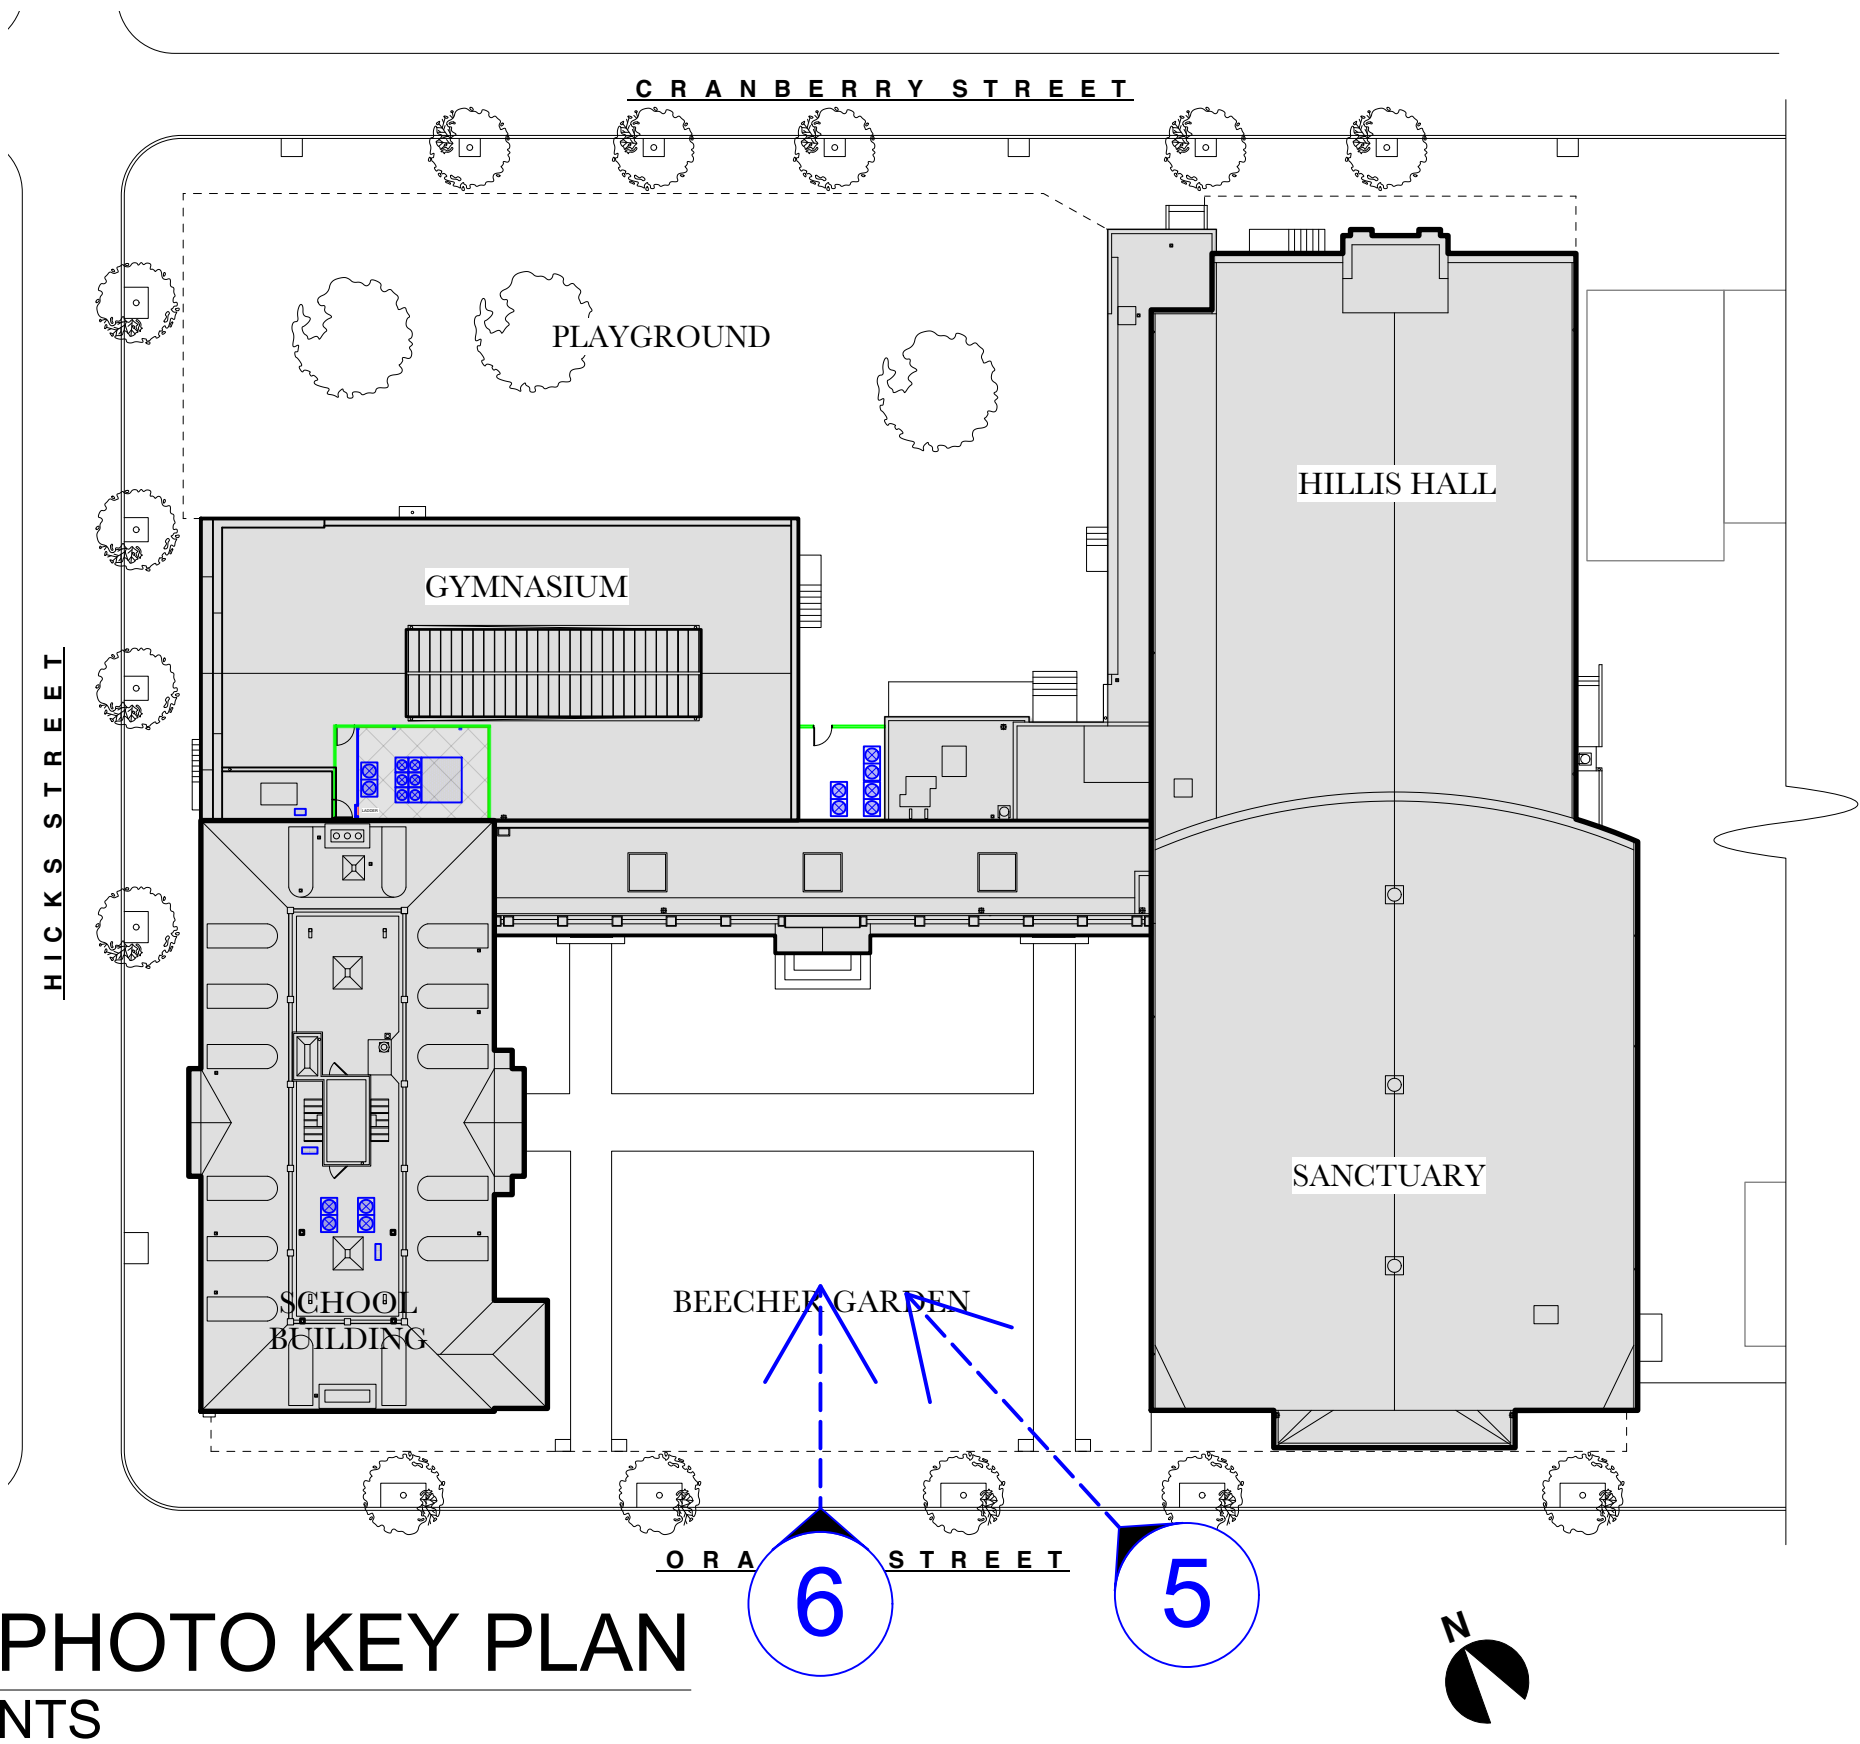 CRANBERRY STREET
PLAYGROUND
HILLIS HALL
GYMNASIUM
HICKS STREET
LADDER
SANCTUARY
BEECHER GARDEN
SCHOOL
BUILDING
ORA STREET
6
5
N
PHOTO KEY PLAN
NTS